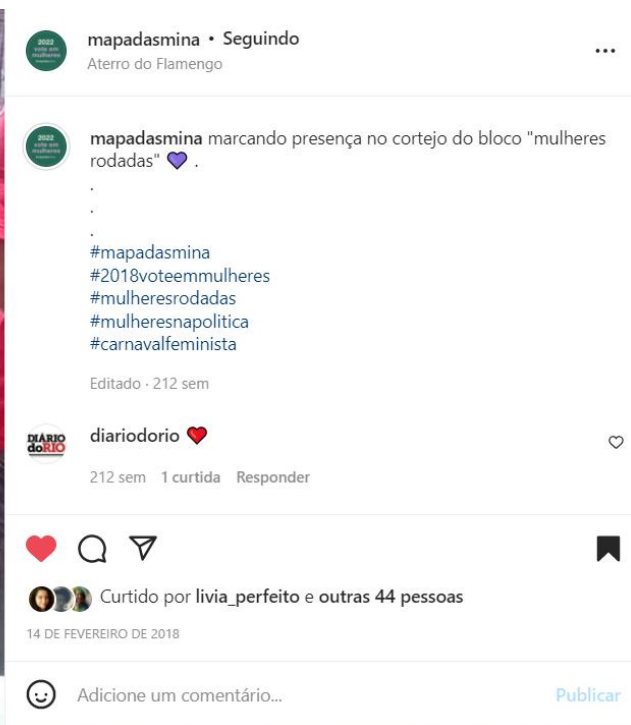 mapadasmina • Seguindo
Aterro do Flamengo
mapadasmina marcando presença no cortejo do bloco "mulheres
rodadas" 💜 .
.
.
.
#mapadasmina
#2018voteemmulheres
#mulheresrodadas
#mulheresnapolitica
#carnavalfeminista
Editado · 212 sem
DIÁRIO
doRIO
diariodorio ❤️
212 sem 1 curtida Responder
Curtido por livia_perfeito e outras 44 pessoas
14 DE FEVEREIRO DE 2018
Adicione um comentário...
Publicar